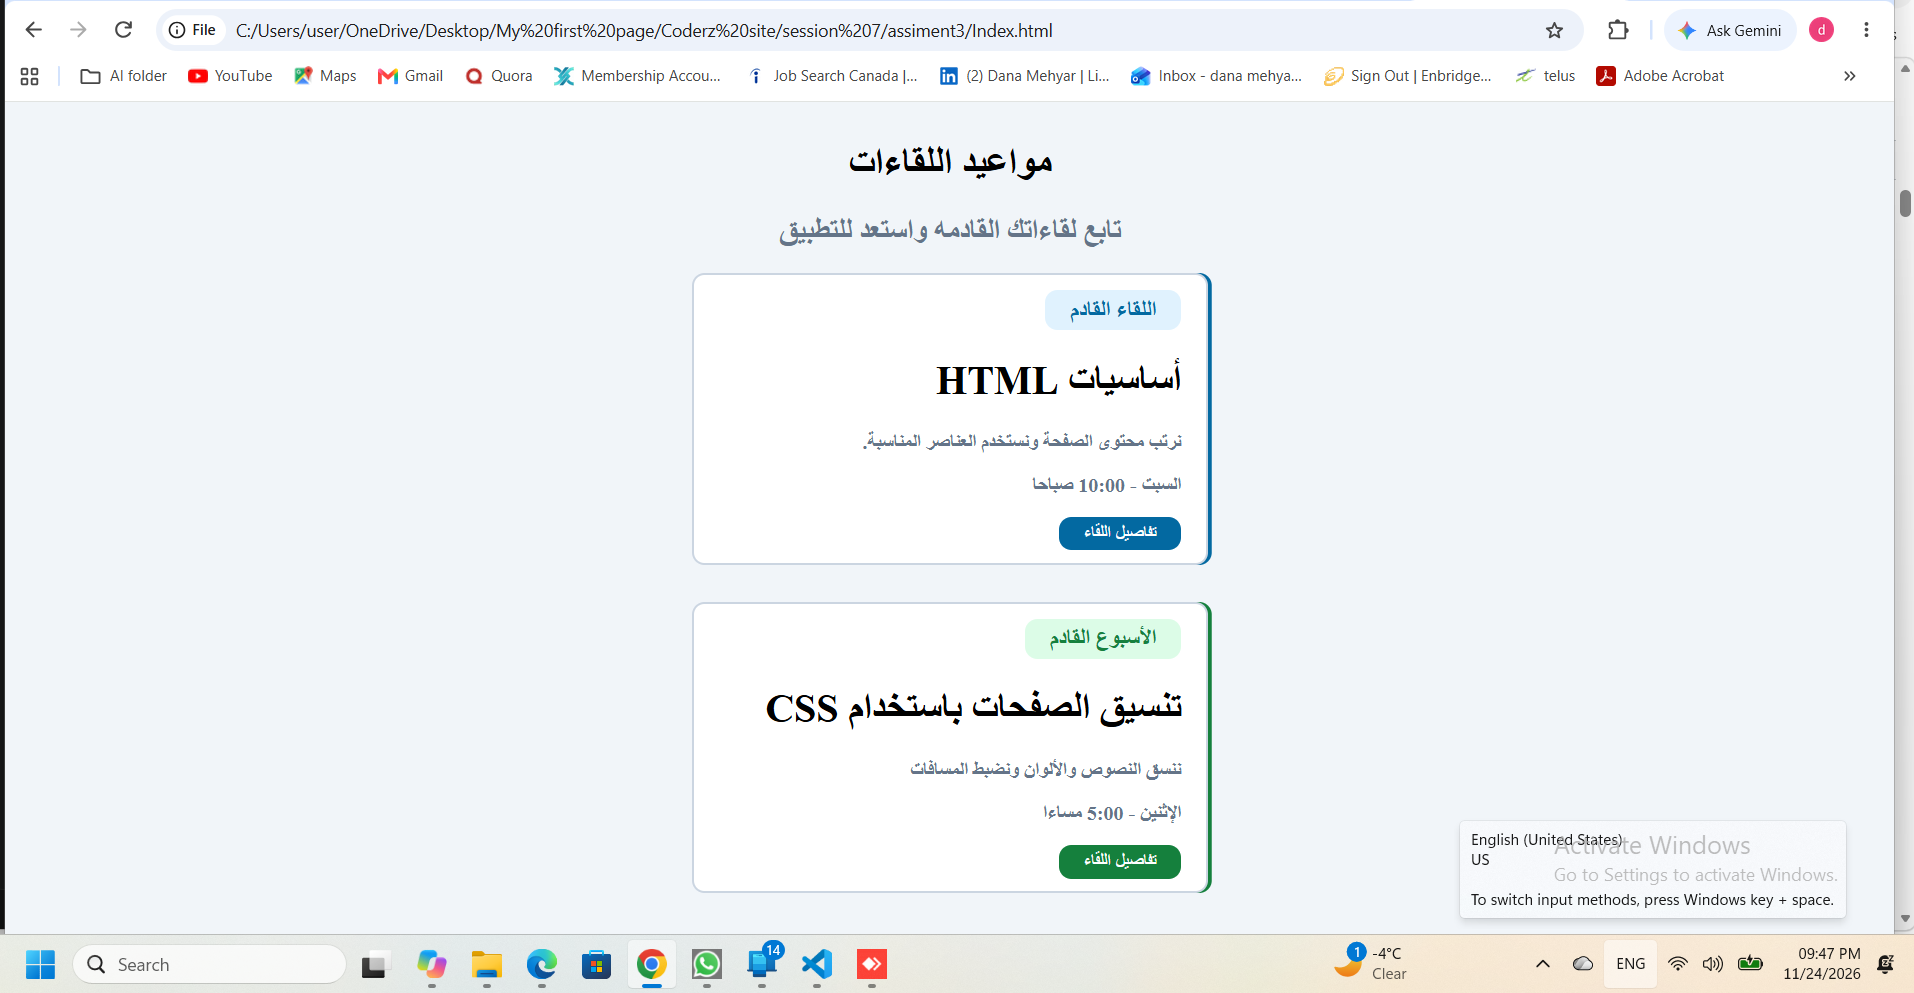 File
C:/Users/user/OneDrive/Desktop/My%20first%20page/Coderz%20site/session%207/assiment3/Index.html
Ask Gemini
d
AI folder
YouTube
Maps
Gmail
Quora
Membership Accou...
Job Search Canada |...
(2) Dana Mehyar | Li...
Inbox - dana mehya...
Sign Out | Enbridge...
telus
Adobe Acrobat
مواعيد اللقاءات
تابع لقاءاتك القادمه واستعد للتطبيق
اللقاء القادم
أساسيات HTML
نرتب محتوى الصفحة ونستخدم العناصر المناسبة.
السبت - 10:00 صباحا
تفاصيل اللقاء
الأسبوع القادم
تنسيق الصفحات باستخدام CSS
ننسق النصوص والألوان ونضبط المسافات
الإثنين - 5:00 مساءا
تفاصيل اللقاء
English (United States)
US
To switch input methods, press Windows key + space.
Activate Windows
Go to Settings to activate Windows.
Search
14
1
-4°C
Clear
ENG
09:47 PM
11/24/2026